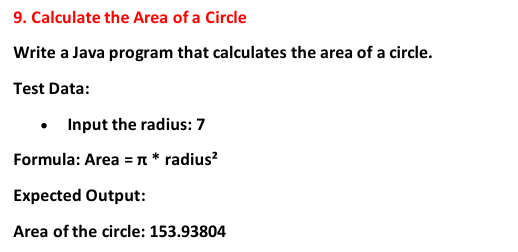 9. Calculate the Area of a Circle
Write a Java program that calculates the area of a circle.
Test Data:
• Input the radius: 7
Formula: Area = π * radius²
Expected Output:
Area of the circle: 153.93804